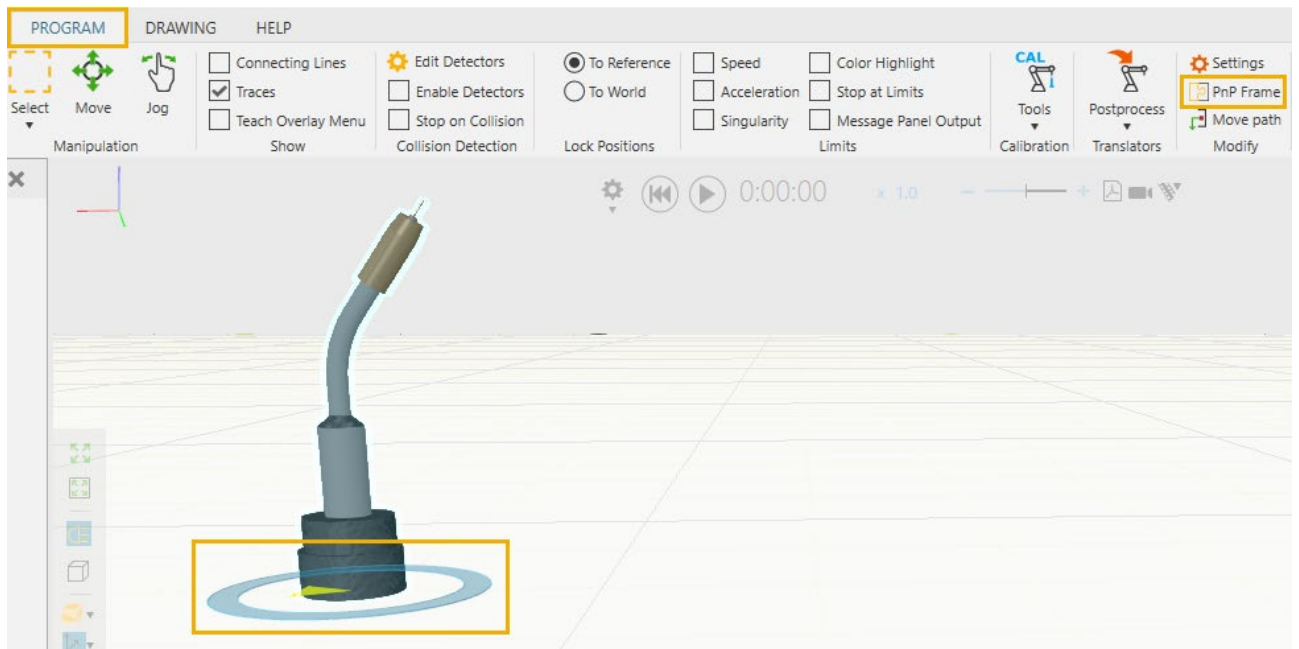 PROGRAM DRAWING HELP
Select Move Jog
Manipulation
Connecting Lines
Traces
Teach Overlay Menu
Show
Edit Detectors
Enable Detectors
Stop on Collision
Collision Detection
To Reference
To World
Lock Positions
Speed Color Highlight
Acceleration Stop at Limits
Singularity Message Panel Output
Limits
CAL
Tools
Calibration
Postprocess
Translators
Settings
PnP Frame
Move path
Modify
0:00:00 x 1.0